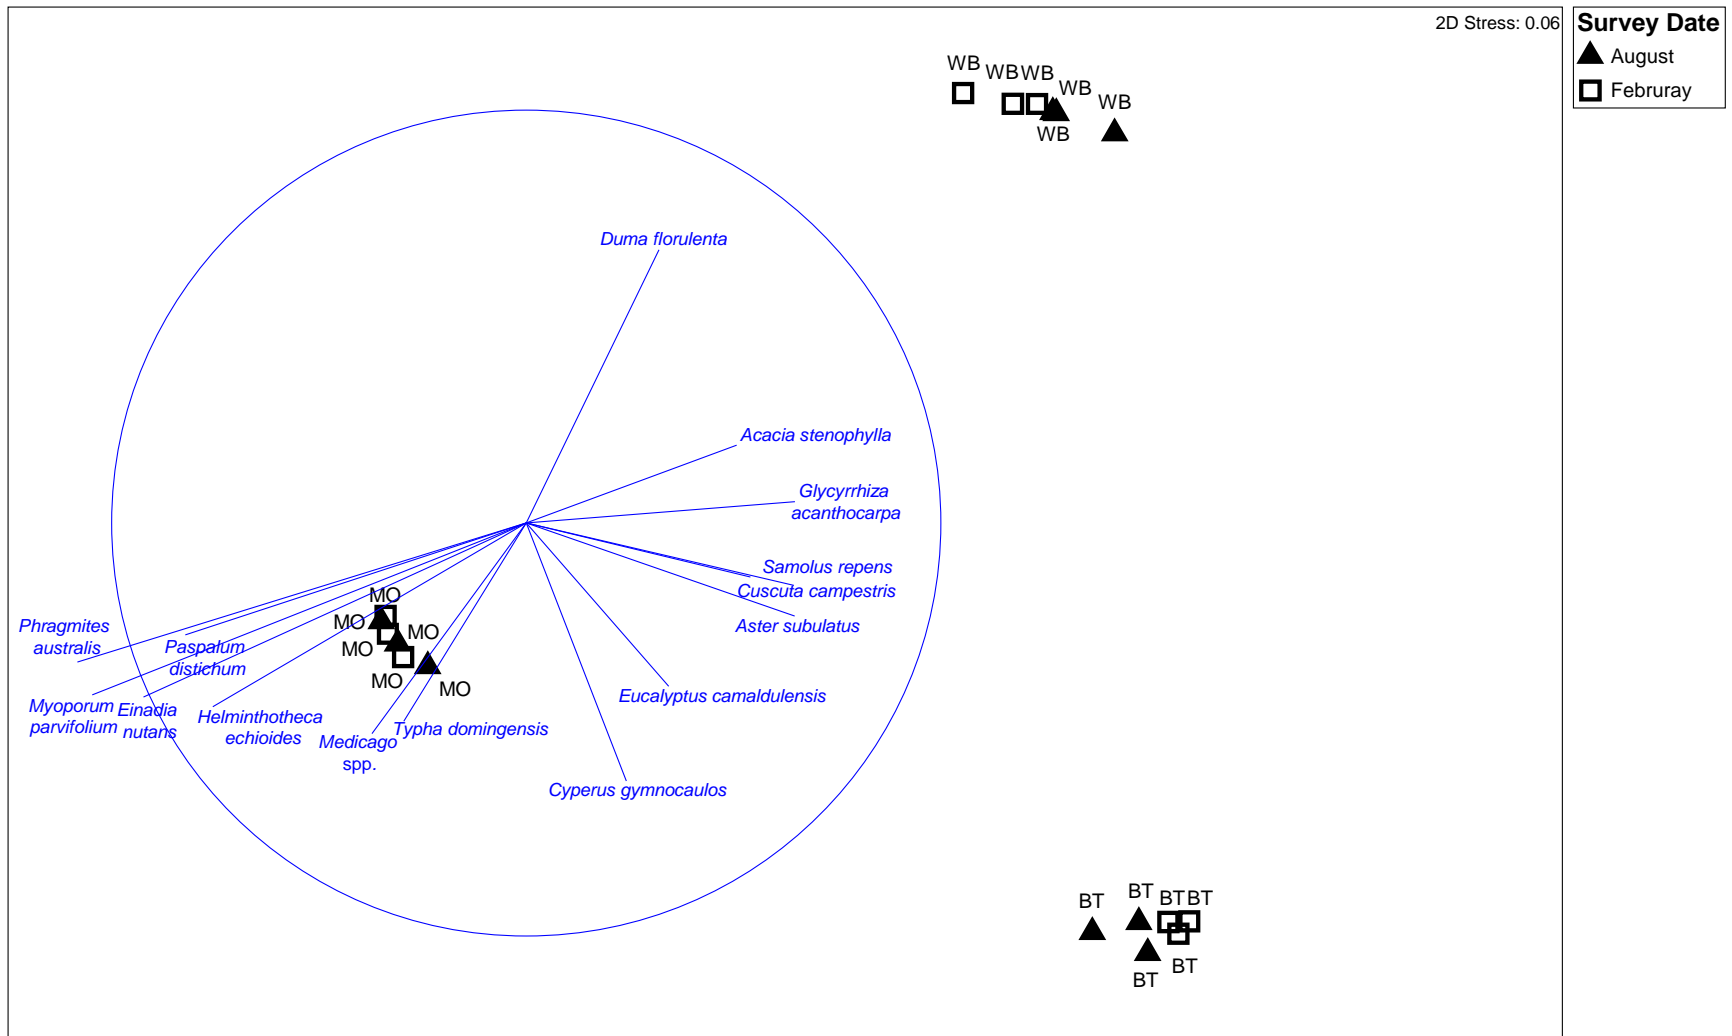 2D Stress: 0.06
Survey Date
August
Februray
WB
WB WB
WB
WB
WB
Duma florulenta
Acacia stenophylla
Glycyrrhiza
acanthocarpa
Samolus repens
Cuscuta campestris
Aster subulatus
Eucalyptus camaldulensis
Cyperus gymnocaulos
MO
MO
MO
MO
MO
MO
Phragmites
australis
Paspalum
distichum
Myoporum
parvifolium
Einadia
nutans
Helminthotheca
echioides
Medicago
spp.
Typha domingensis
BT
BT
BT BT
BT
BT